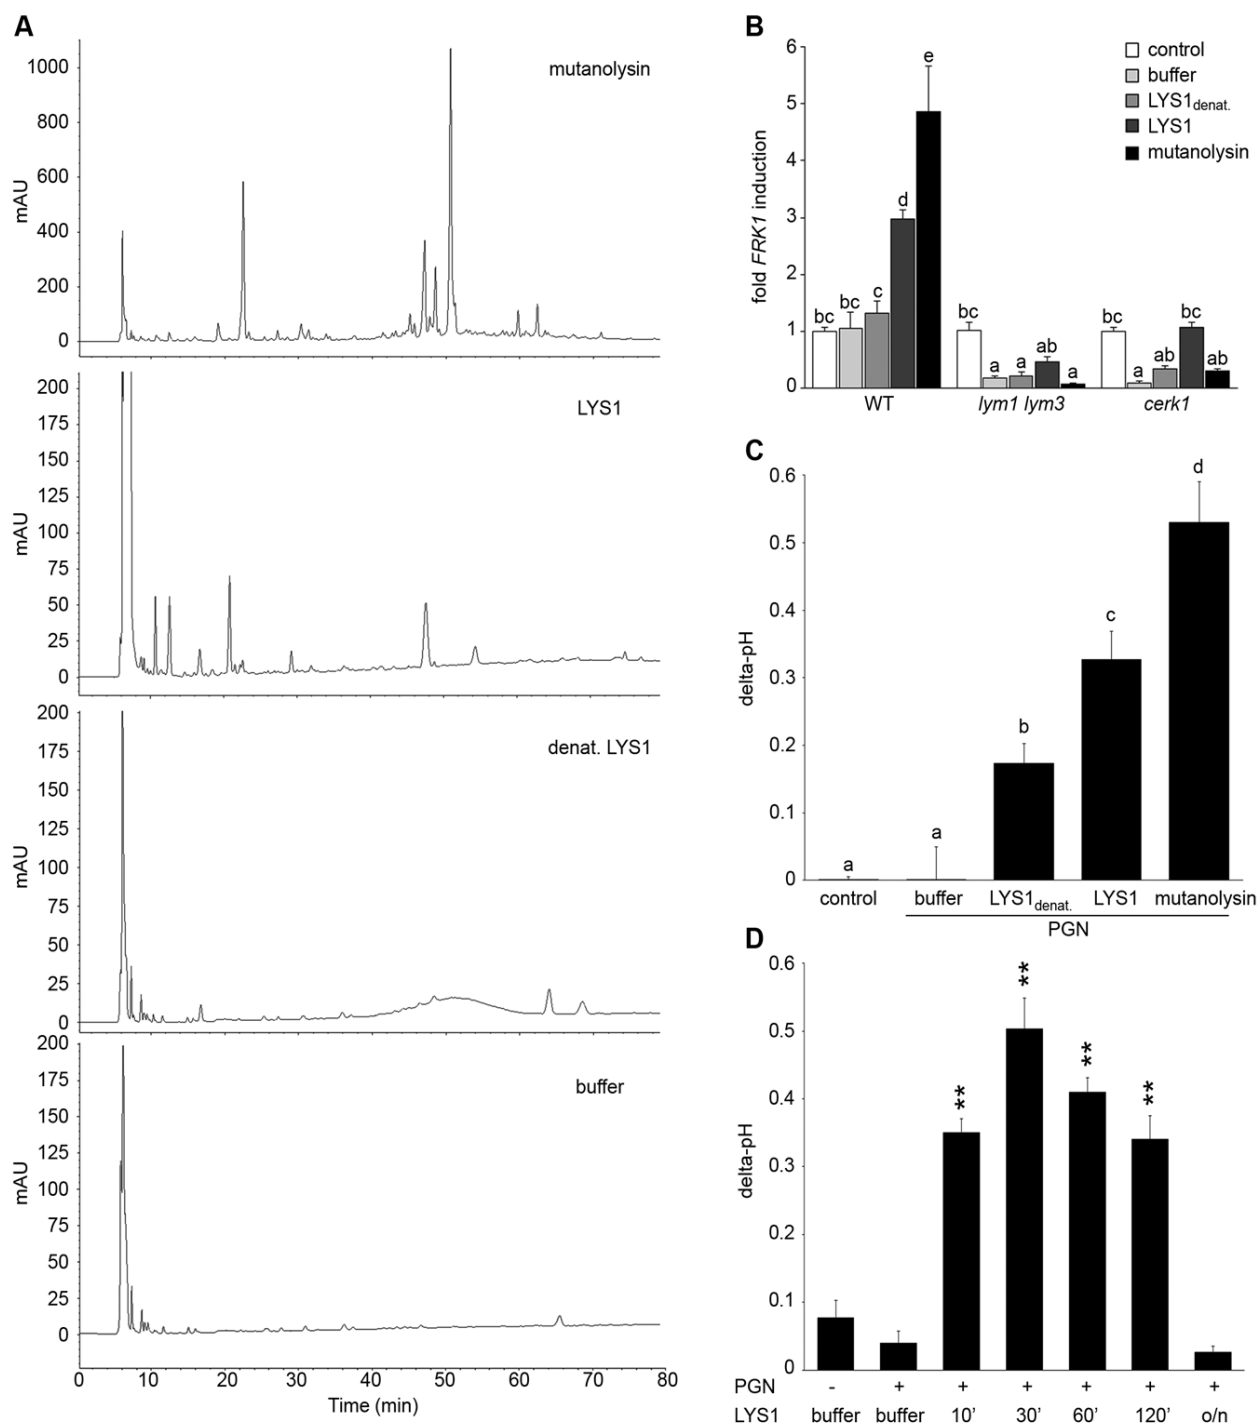 A
mutanolysin
1000
800
600
400
200
0
mAU
LYS1
200
175
150
125
100
75
50
25
0
mAU
denat. LYS1
200
175
150
125
100
75
50
25
0
mAU
buffer
200
175
150
125
100
75
50
25
0
mAU
0 10 20 30 40 50 60 70 80
Time (min)
B
6
5
4
3
2
1
0
fold FRK1 induction
control
buffer
LYS1denat.
LYS1
mutanolysin
bc bc c d e
bc a a ab a
bc a ab bc ab
WT lym1 lym3 cerk1
C
0.6
0.5
0.4
0.3
0.2
0.1
0
delta-pH
a a b c d
control buffer LYS1denat. LYS1 mutanolysin
PGN
D
0.6
0.5
0.4
0.3
0.2
0.1
0
delta-pH
** ** ** **
PGN - + + + + + +
LYS1 buffer buffer 10’ 30’ 60’ 120’ o/n